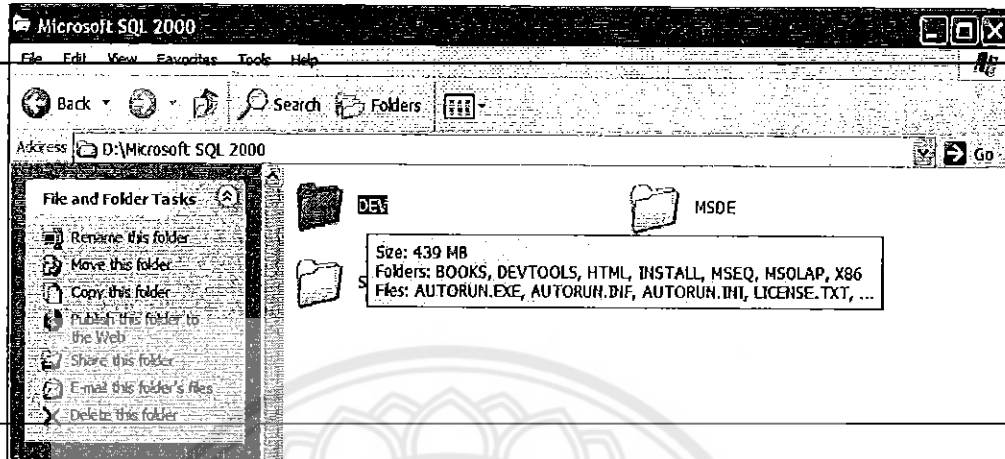 Microsoft SQL 2000
File Edit View Favorites Tools Help
Back Search Folders
Address D:\Microsoft SQL 2000 Go
File and Folder Tasks
Rename this folder
Move this folder
Copy this folder
Publish this folder to
the Web
Share this folder
E-mail this folder's files
Delete this folder
DEV
MSDE
S
Size: 439 MB
Folders: BOOKS, DEVTOOLS, HTML, INSTALL, MSEQ, MSOLAP, X86
Files: AUTORUN.EXE, AUTORUN.INF, AUTORUN.INI, LICENSE.TXT, ...